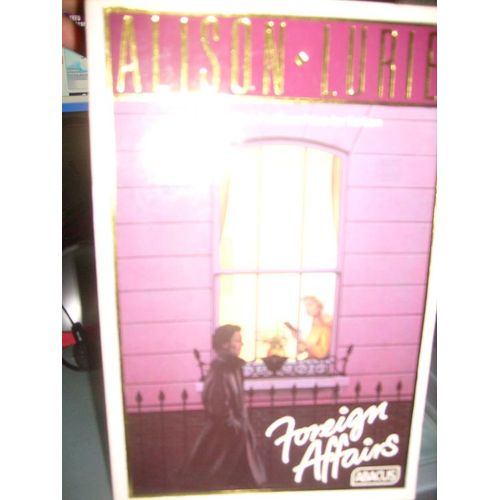 ALISON · LURIE
Foreign
Affairs
ABACUS